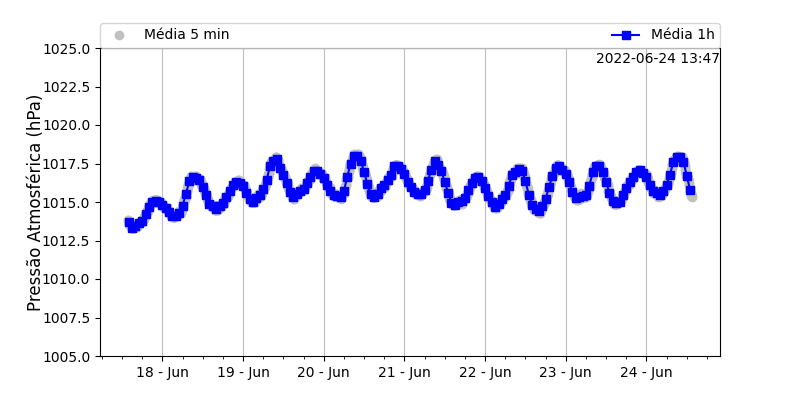 Média 5 min
Média 1h
2022-06-24 13:47
Pressão Atmosférica (hPa)
1025.0
1022.5
1020.0
1017.5
1015.0
1012.5
1010.0
1007.5
1005.0
18 - Jun
19 - Jun
20 - Jun
21 - Jun
22 - Jun
23 - Jun
24 - Jun